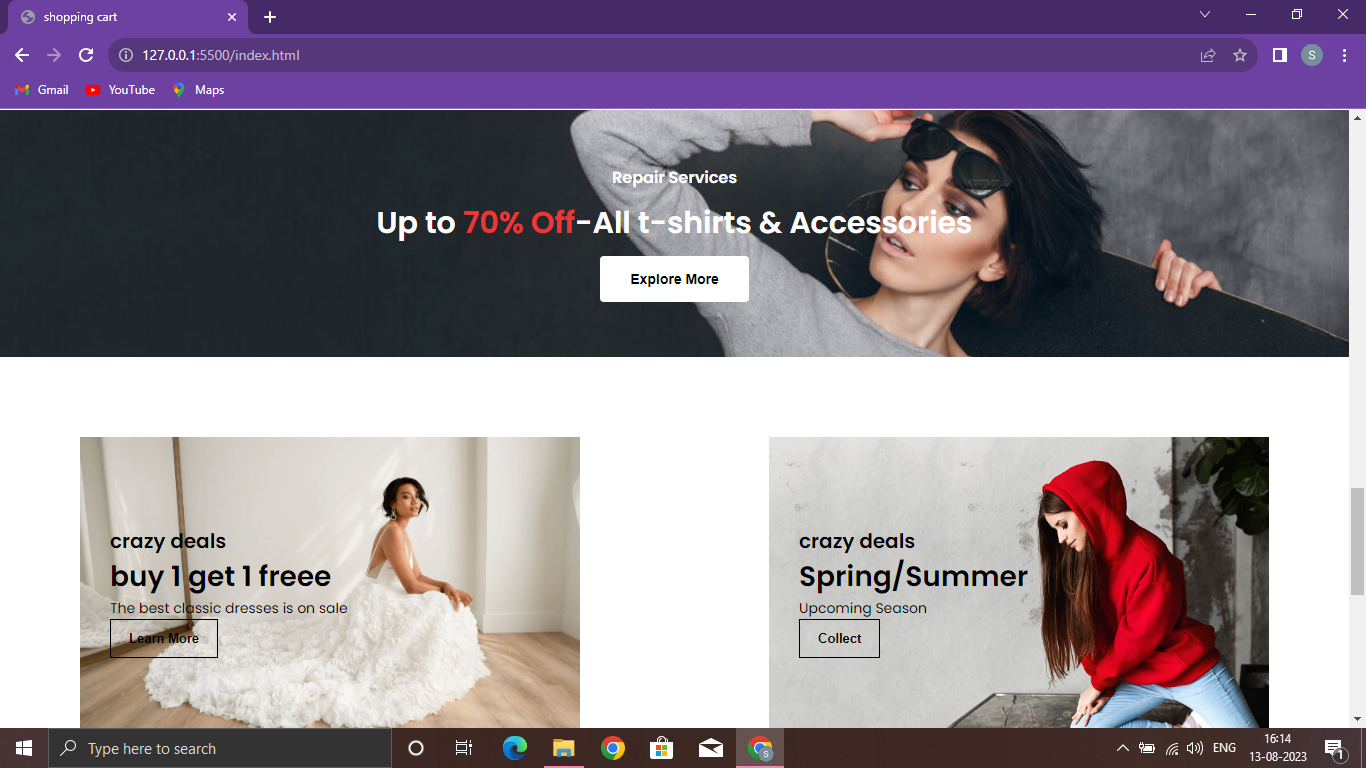 shopping cart
127.0.0.1:5500/index.html
S
Gmail
YouTube
Maps
Repair Services
Up to 70% Off-All t-shirts & Accessories
Explore More
crazy deals
buy 1 get 1 freee
The best classic dresses is on sale
Learn More
crazy deals
Spring/Summer
Upcoming Season
Collect
Type here to search
S
ENG
16:14
13-08-2023
1